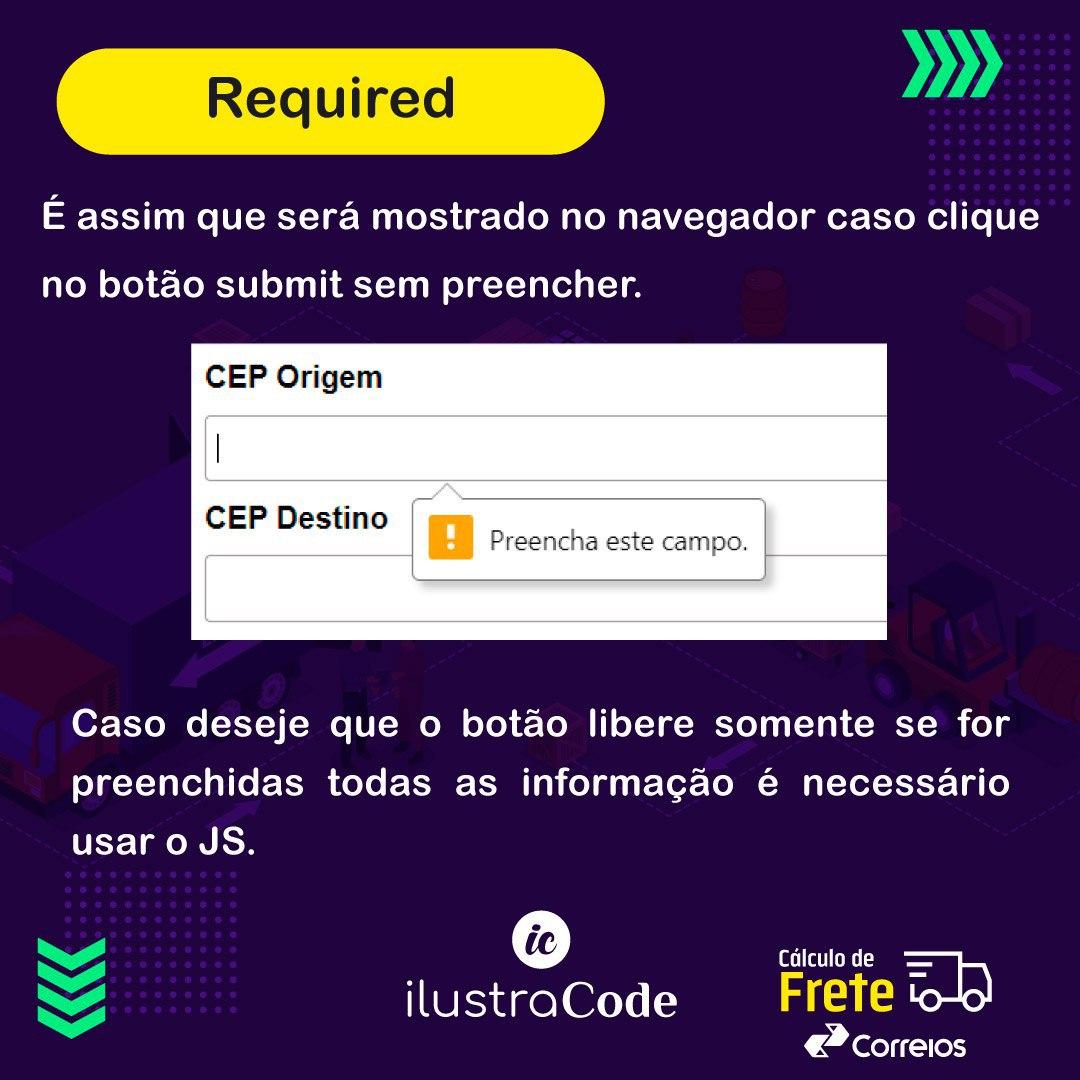 Required
É assim que será mostrado no navegador caso clique
no botão submit sem preencher.
CEP Origem
CEP Destino
Preencha este campo.
Caso deseje que o botão libere somente se for
preenchidas todas as informação é necessário
usar o JS.
ic
ilustraCode
Cálculo de
Frete
Correios